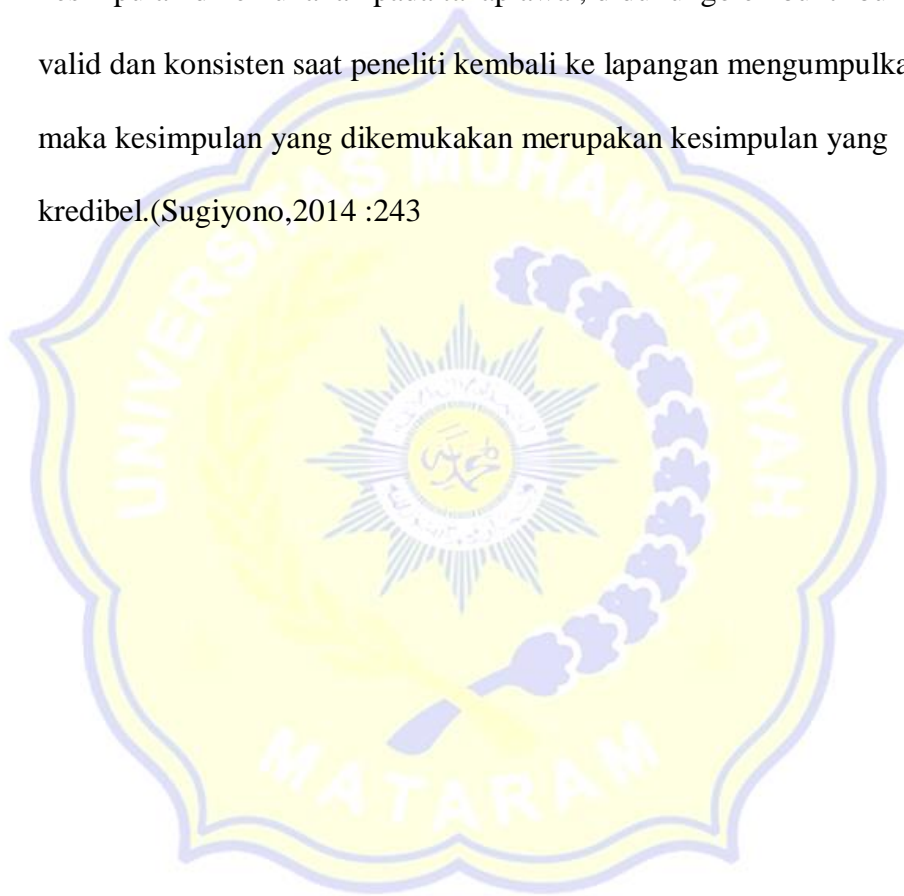 valid dan konsisten saat peneliti kembali ke lapangan
maka kesimpulan yang dikemukakan merupakan kesimpulan yang
kredibel.(Sugiyono,2014 :243
UNIVERSITAS MUHAMMADIYAH
MATARAM